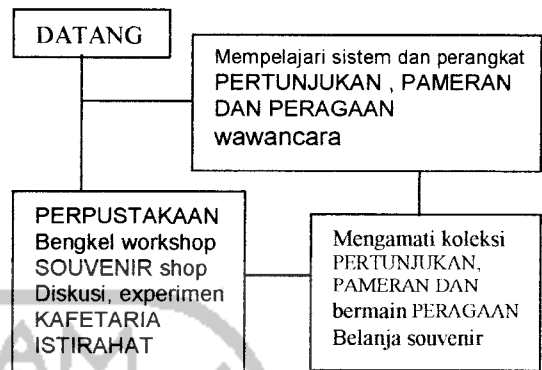 DATANG
Mempelajari sistem dan perangkat
PERTUNJUKAN , PAMERAN
DAN PERAGAAN
wawancara
PERPUSTAKAAN
Bengkel workshop
SOUVENIR shop
Diskusi, experimen
KAFETARIA
ISTIRAHAT
Mengamati koleksi
PERTUNJUKAN,
PAMERAN DAN
bermain PERAGAAN
Belanja souvenir